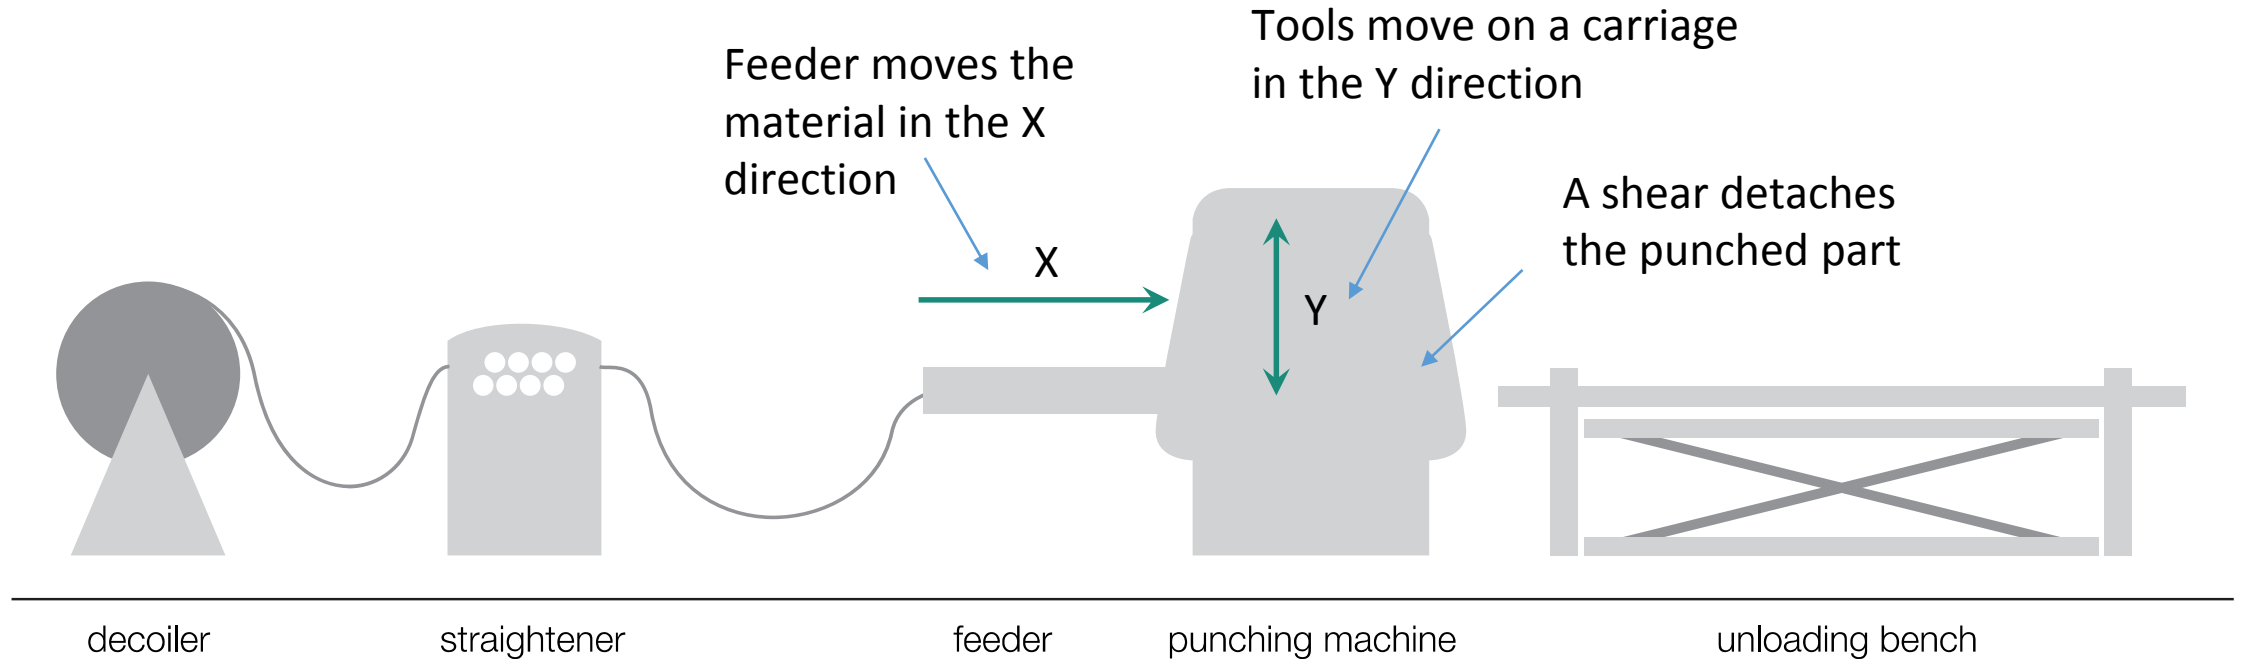 Feeder moves the
material in the X
direction
Tools move on a carriage
in the Y direction
A shear detaches
the punched part
X
Y
decoiler
straightener
feeder
punching machine
unloading bench